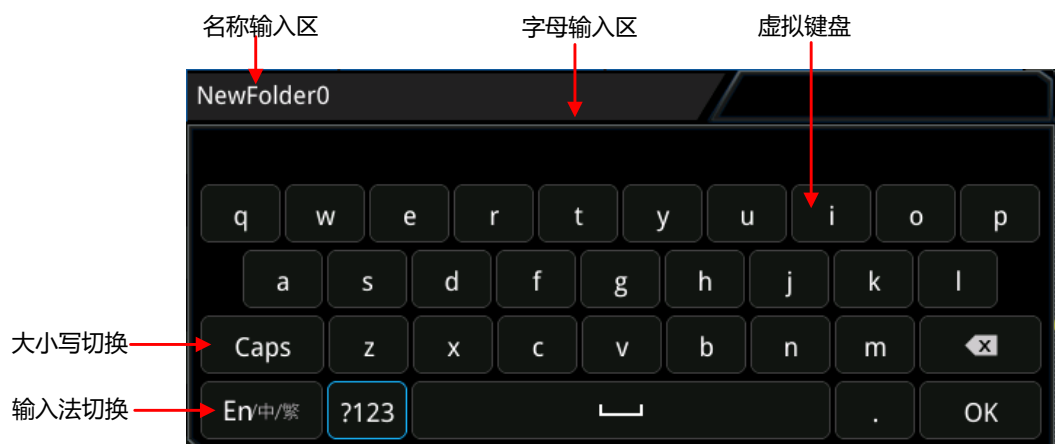 名称输入区 字母输入区 虚拟键盘
NewFolder0
q w e r t y u i o p
a s d f g h j k l
大小写切换 Caps z x c v b n m x
输入法切换 En/中/繁 ?123 . OK